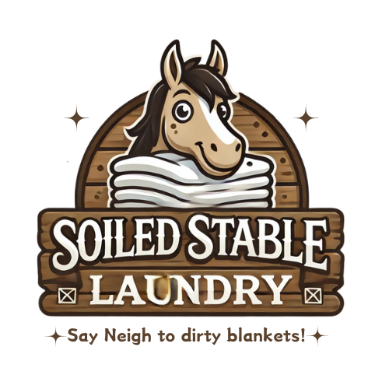 SOILED STABLE
LAUNDRY
Say Neigh to dirty blankets!